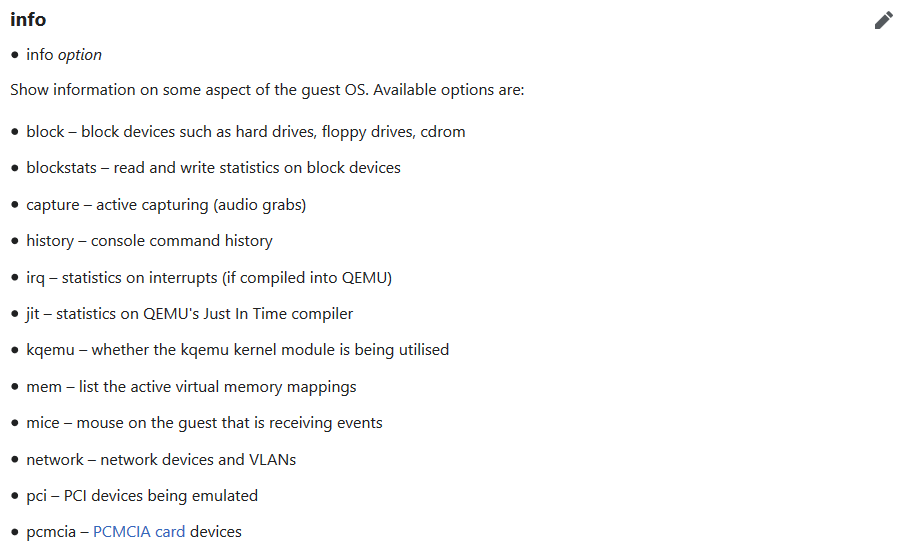 info
• info option
Show information on some aspect of the guest OS. Available options are:
• block – block devices such as hard drives, floppy drives, cdrom
• blockstats – read and write statistics on block devices
• capture – active capturing (audio grabs)
• history – console command history
• irq – statistics on interrupts (if compiled into QEMU)
• jit – statistics on QEMU's Just In Time compiler
• kqemu – whether the kqemu kernel module is being utilised
• mem – list the active virtual memory mappings
• mice – mouse on the guest that is receiving events
• network – network devices and VLANs
• pci – PCI devices being emulated
• pcmcia – PCMCIA card devices